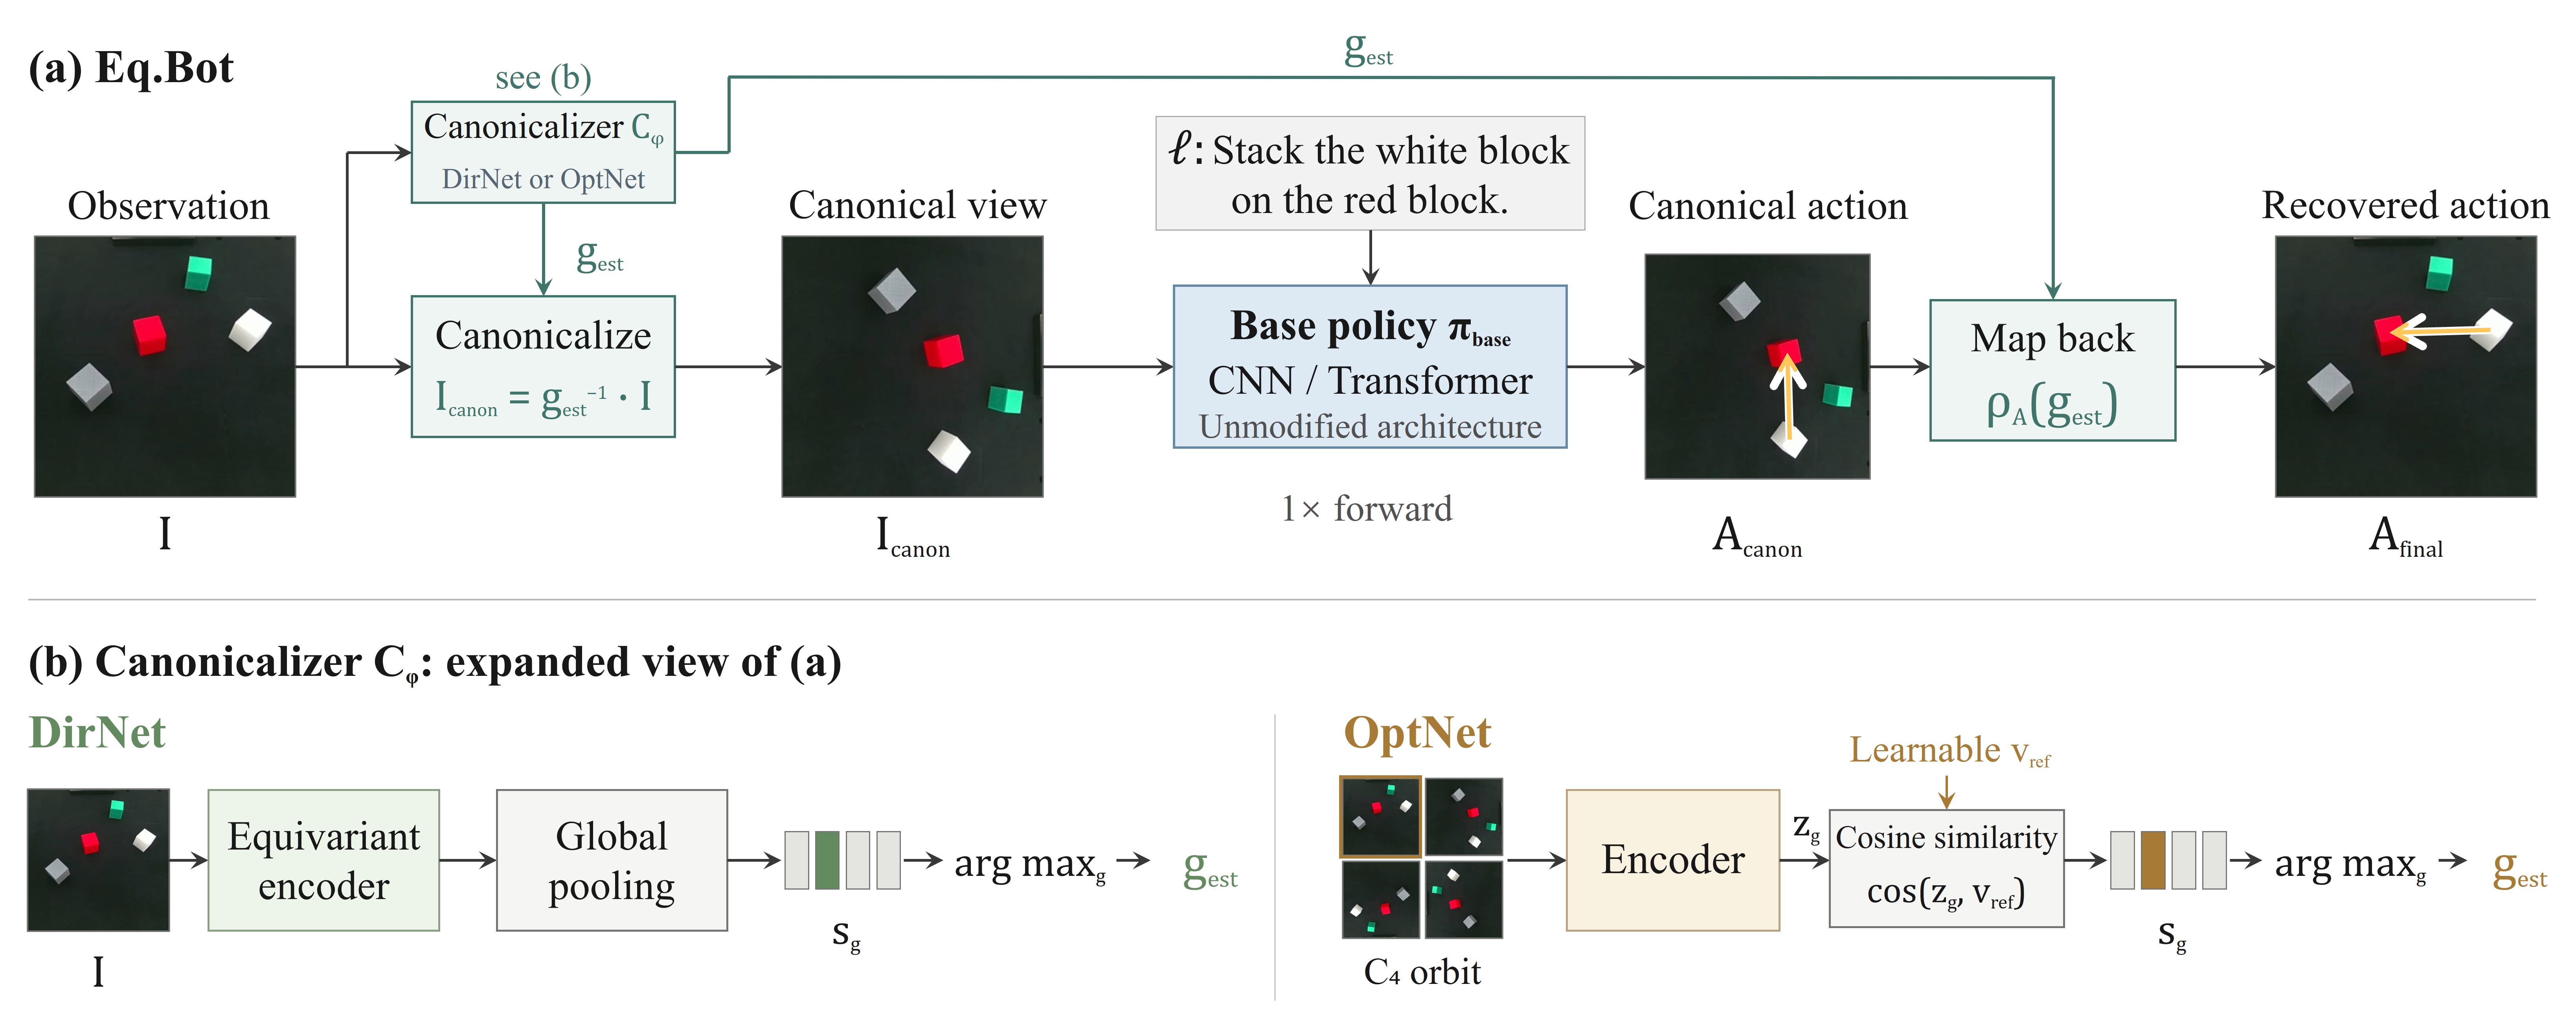 (a) Eq.Bot
see (b)
Canonicalizer Cφ
DirNet or OptNet
g_est
g_est
Observation
I
Canonicalize
I_canon = g_est⁻¹ · I
Canonical view
I_canon
ℓ: Stack the white block
on the red block.
Base policy π_base
CNN / Transformer
Unmodified architecture
1× forward
Canonical action
A_canon
Map back
ρ_A(g_est)
Recovered action
A_final
(b) Canonicalizer Cφ: expanded view of (a)
DirNet
I
Equivariant
encoder
Global
pooling
s_g
arg max_g
g_est
OptNet
C₄ orbit
Encoder
z_g
Learnable v_ref
Cosine similarity
cos(z_g, v_ref)
s_g
arg max_g
g_est